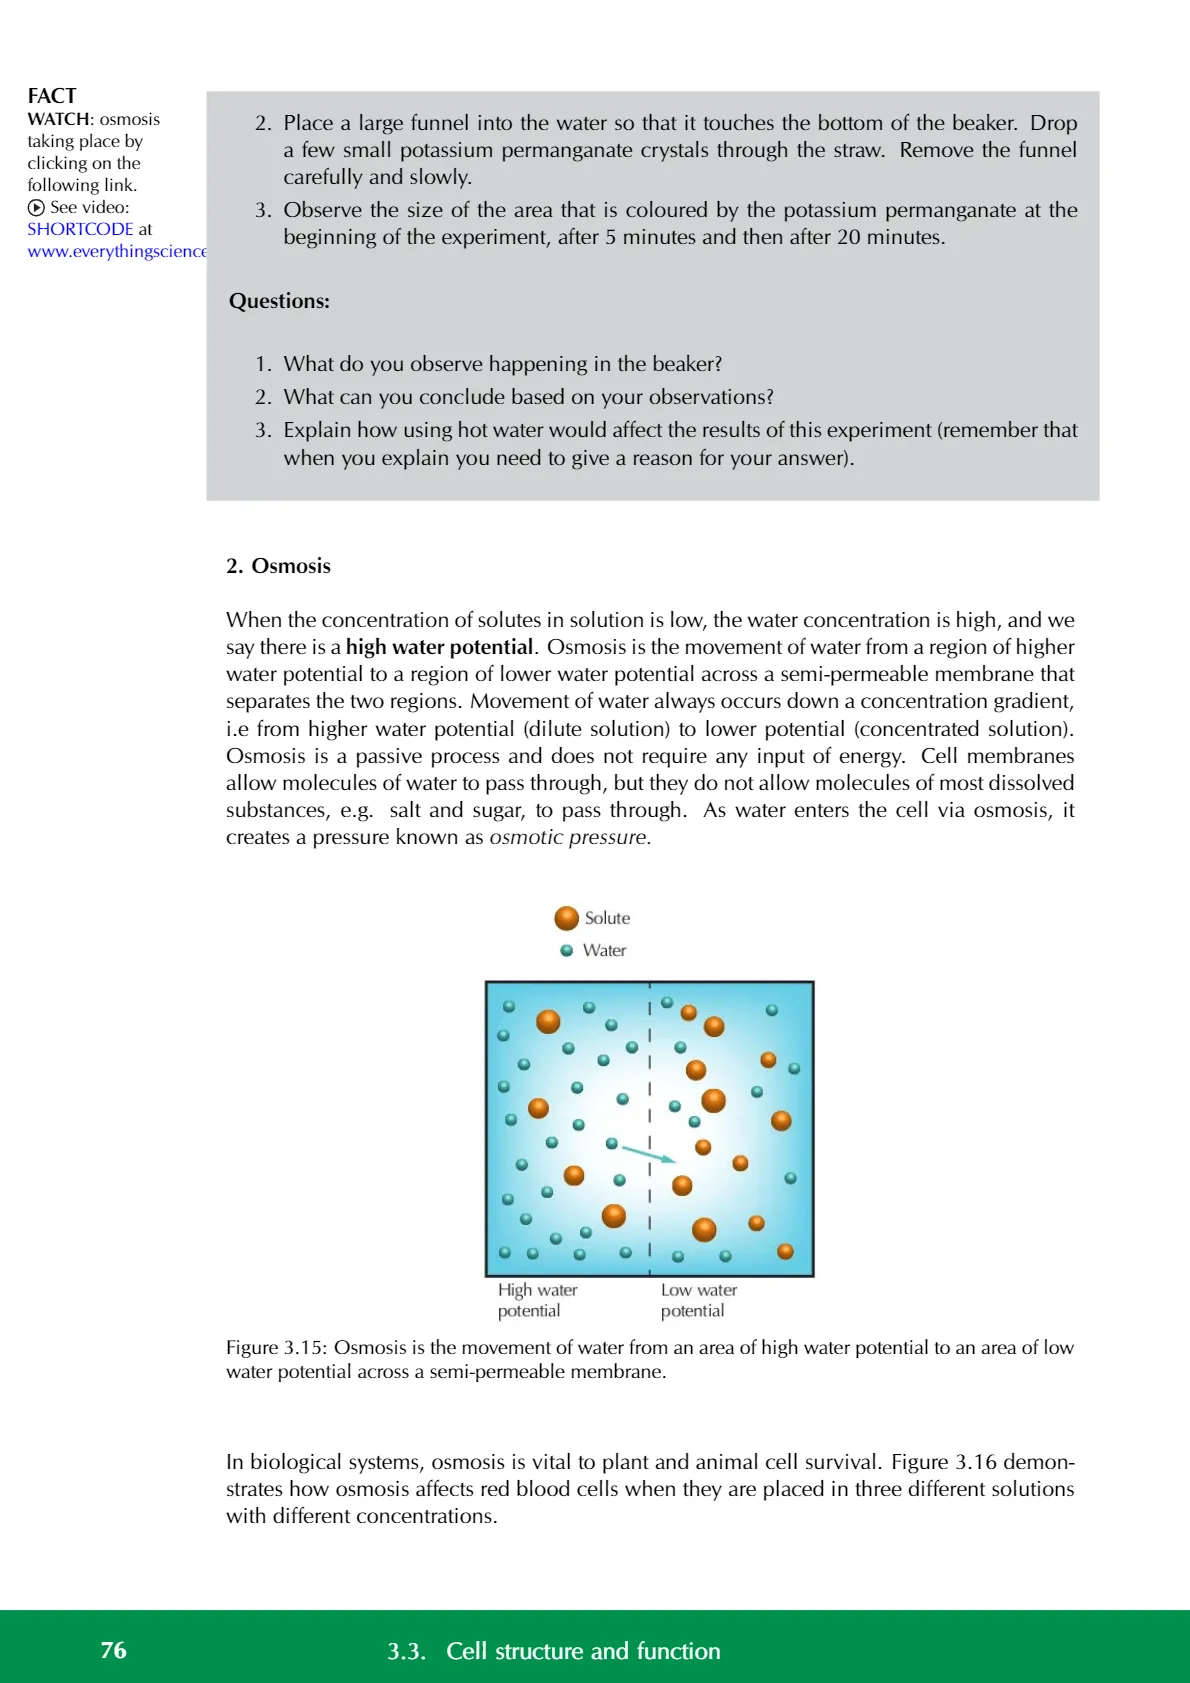 FACT
WATCH: osmosis
taking place by
clicking on the
following link.
See video:
SHORTCODE at
www.everythingscience
2. Place a large funnel into the water so that it touches the bottom of the beaker. Drop
a few small potassium permanganate crystals through the straw. Remove the funnel
carefully and slowly.
3. Observe the size of the area that is coloured by the potassium permanganate at the
beginning of the experiment, after 5 minutes and then after 20 minutes.
Questions:
1. What do you observe happening in the beaker?
2. What can you conclude based on your observations?
3. Explain how using hot water would affect the results of this experiment (remember that
when you explain you need to give a reason for your answer).
2. Osmosis
When the concentration of solutes in solution is low, the water concentration is high, and we
say there is a high water potential. Osmosis is the movement of water from a region of higher
water potential to a region of lower water potential across a semi-permeable membrane that
separates the two regions. Movement of water always occurs down a concentration gradient,
i.e from higher water potential (dilute solution) to lower potential (concentrated solution).
Osmosis is a passive process and does not require any input of energy. Cell membranes
allow molecules of water to pass through, but they do not allow molecules of most dissolved
substances, e.g. salt and sugar, to pass through. As water enters the cell via osmosis, it
creates a pressure known as osmotic pressure.
Solute
Water
High water
potential
Low water
potential
Figure 3.15: Osmosis is the movement of water from an area of high water potential to an area of low
water potential across a semi-permeable membrane.
In biological systems, osmosis is vital to plant and animal cell survival. Figure 3.16 demon-
strates how osmosis affects red blood cells when they are placed in three different solutions
with different concentrations.
76
3.3. Cell structure and function